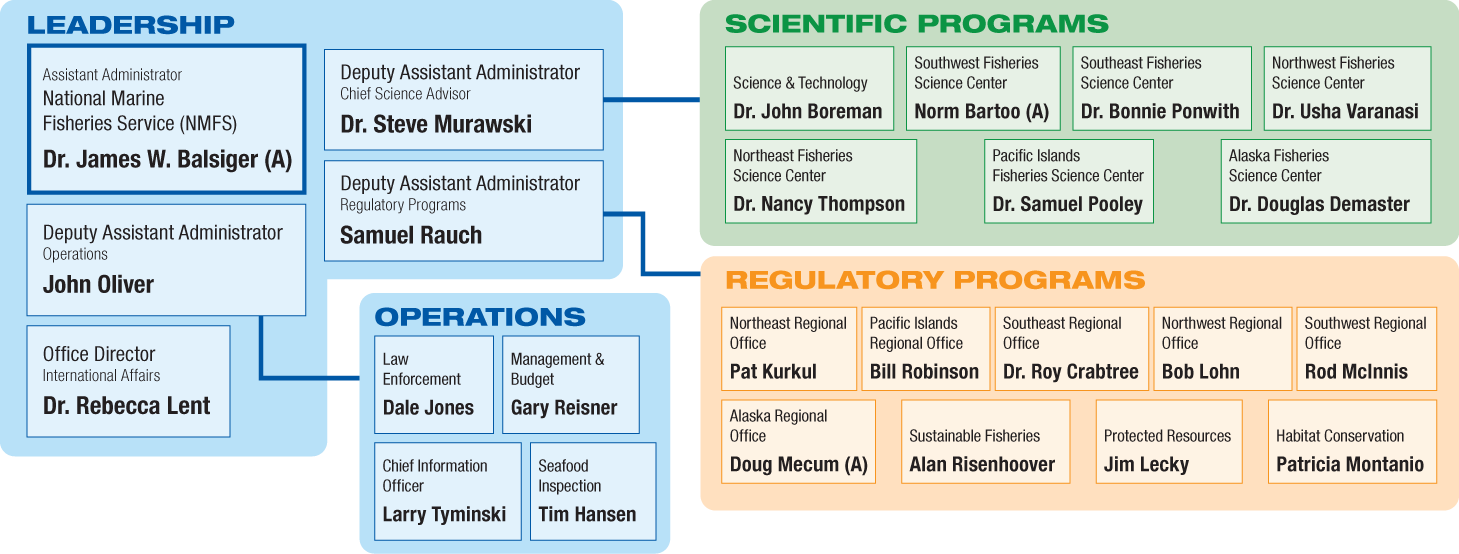 LEADERSHIP
Assistant Administrator
National Marine
Fisheries Service (NMFS)
Dr. James W. Balsiger (A)
Deputy Assistant Administrator
Chief Science Advisor
Dr. Steve Murawski
Deputy Assistant Administrator
Regulatory Programs
Samuel Rauch
Deputy Assistant Administrator
Operations
John Oliver
Office Director
International Affairs
Dr. Rebecca Lent
OPERATIONS
Law
Enforcement
Dale Jones
Management &
Budget
Gary Reisner
Chief Information
Officer
Larry Tyminski
Seafood
Inspection
Tim Hansen
SCIENTIFIC PROGRAMS
Science & Technology
Dr. John Boreman
Southwest Fisheries
Science Center
Norm Bartoo (A)
Southeast Fisheries
Science Center
Dr. Bonnie Ponwith
Northwest Fisheries
Science Center
Dr. Usha Varanasi
Northeast Fisheries
Science Center
Dr. Nancy Thompson
Pacific Islands
Fisheries Science Center
Dr. Samuel Pooley
Alaska Fisheries
Science Center
Dr. Douglas Demaster
REGULATORY PROGRAMS
Northeast Regional
Office
Pat Kurkul
Pacific Islands
Regional Office
Bill Robinson
Southeast Regional
Office
Dr. Roy Crabtree
Northwest Regional
Office
Bob Lohn
Southwest Regional
Office
Rod McInnis
Alaska Regional
Office
Doug Mecum (A)
Sustainable Fisheries
Alan Risenhoover
Protected Resources
Jim Lecky
Habitat Conservation
Patricia Montanio